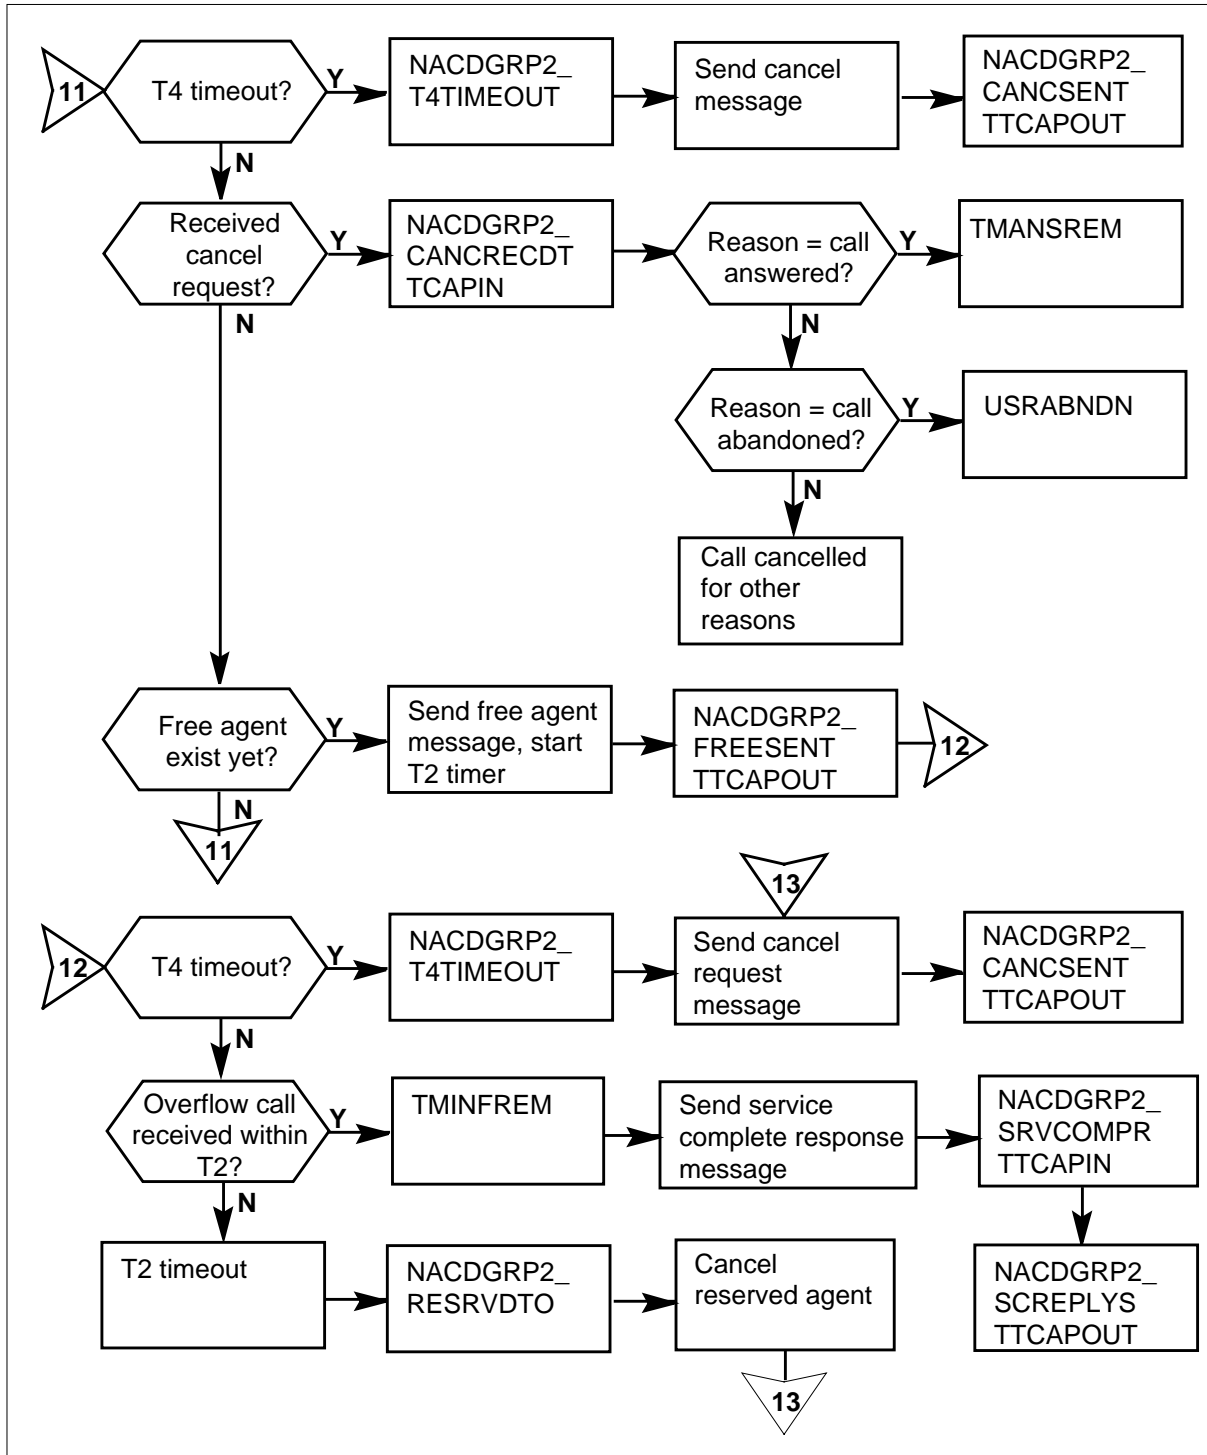 11
T4 timeout?
Y
NACDGRP2_
T4TIMEOUT
Send cancel
message
NACDGRP2_
CANCSENT
TTCAPOUT
N
Received
cancel
request?
Y
NACDGRP2_
CANCRECDT
TCAPIN
Reason = call
answered?
Y
TMANSREM
N
N
Reason = call
abandoned?
Y
USRABNDN
N
Call cancelled
for other
reasons
Free agent
exist yet?
Y
Send free agent
message, start
T2 timer
NACDGRP2_
FREESENT
TTCAPOUT
12
N
11
13
12
T4 timeout?
Y
NACDGRP2_
T4TIMEOUT
Send cancel
request
message
NACDGRP2_
CANCSENT
TTCAPOUT
N
Overflow call
received within
T2?
Y
TMINFREM
Send service
complete response
message
NACDGRP2_
SRVCOMPR
TTCAPIN
N
T2 timeout
NACDGRP2_
RESRVDTO
Cancel
reserved agent
NACDGRP2_
SCREPLYS
TTCAPOUT
13